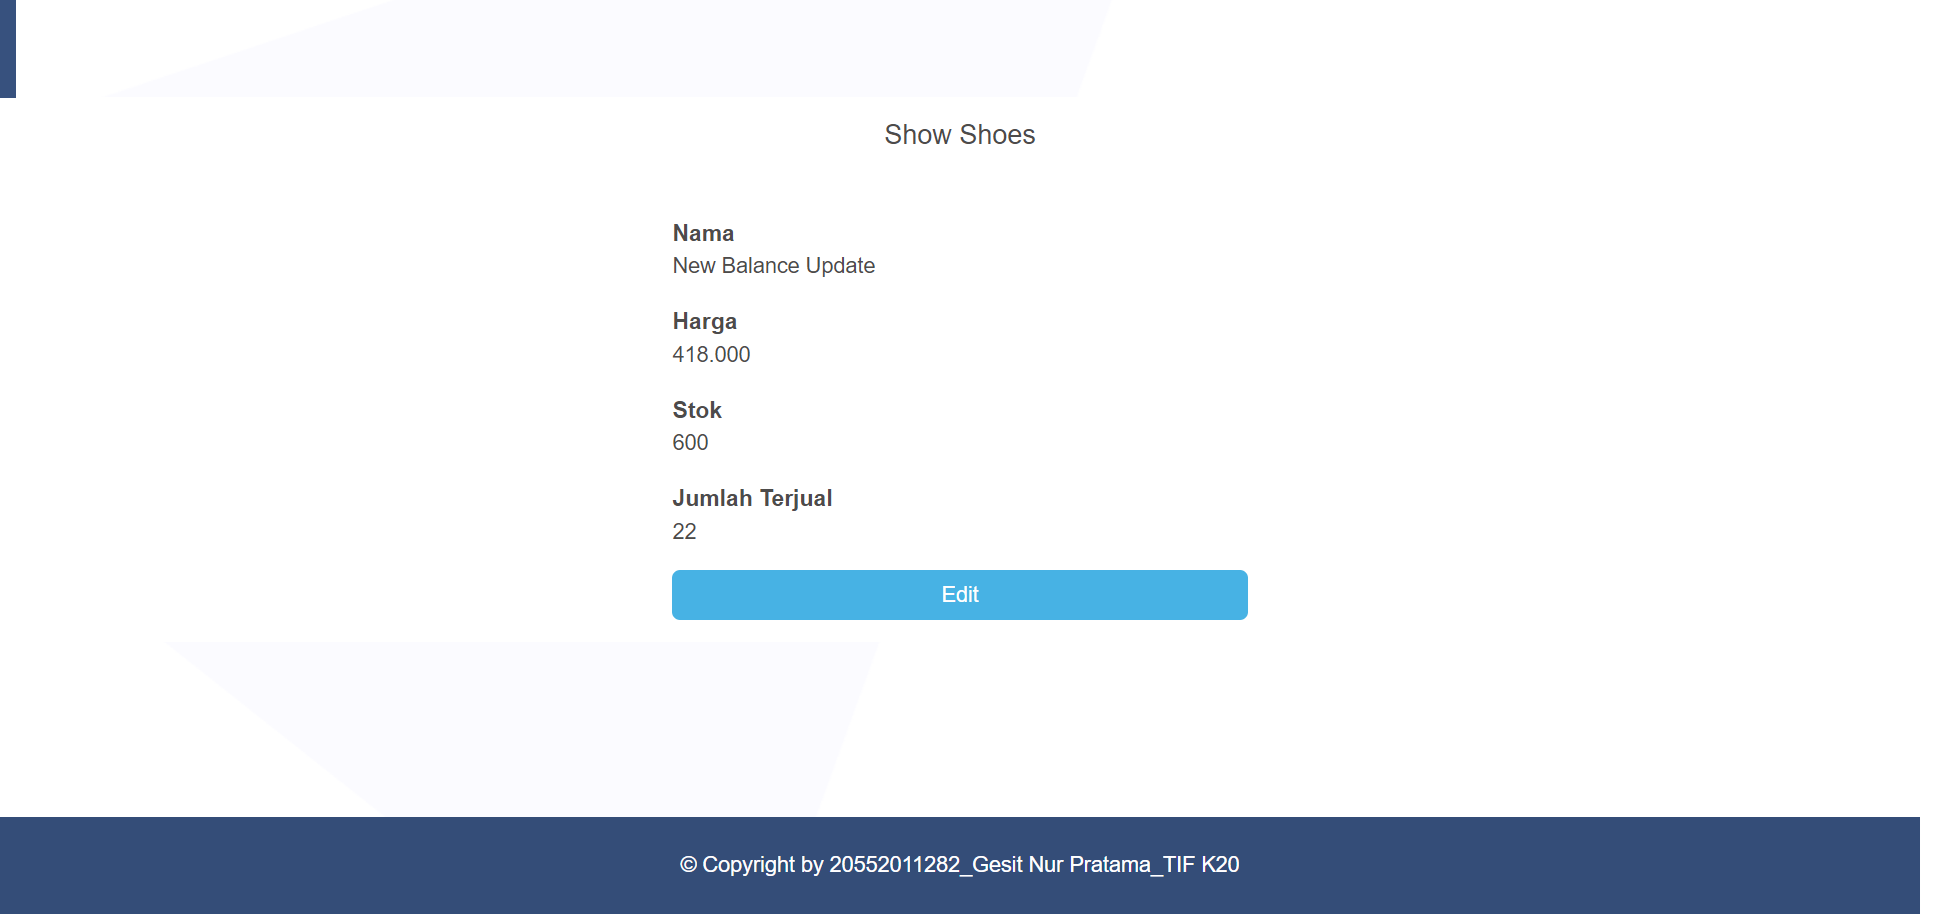 Show Shoes
Nama
New Balance Update
Harga
418.000
Stok
600
Jumlah Terjual
22
Edit
© Copyright by 20552011282_Gesit Nur Pratama_TIF K20